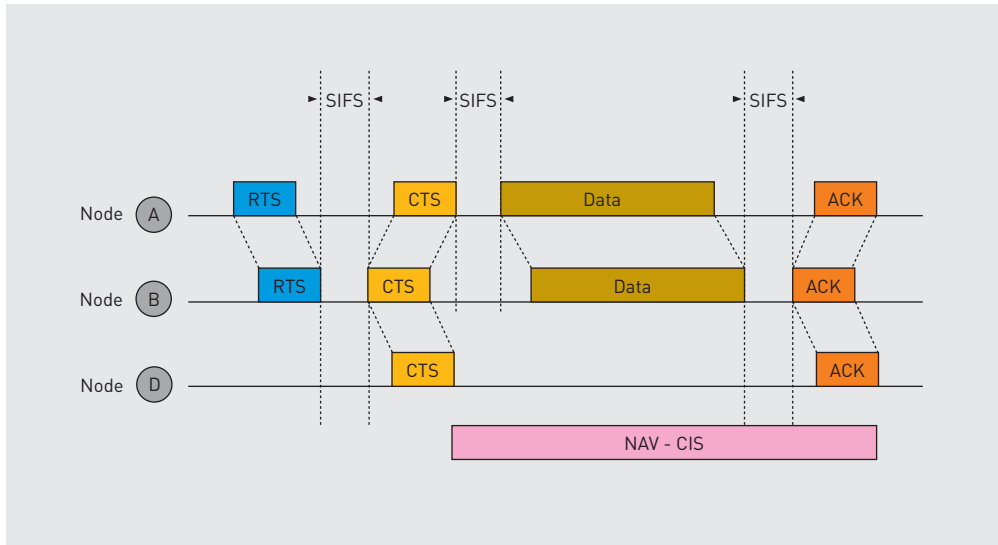 SIFS SIFS SIFS
Node A RTS CTS Data ACK
Node B RTS CTS Data ACK
Node D CTS ACK
NAV - CIS